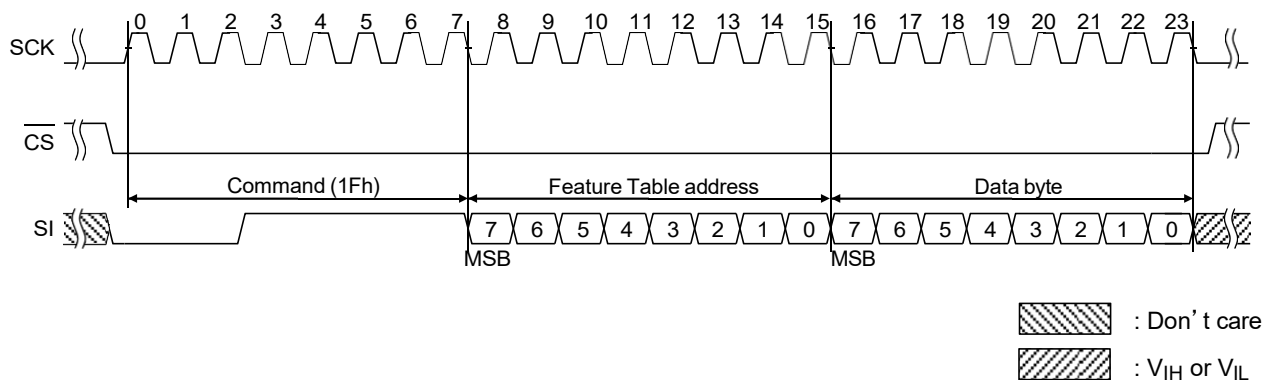 0 1 2 3 4 5 6 7 8 9 10 11 12 13 14 15 16 17 18 19 20 21 22 23
SCK
CS
Command (1Fh) Feature Table address Data byte
SI 7 6 5 4 3 2 1 0 7 6 5 4 3 2 1 0
MSB MSB
: Don't care
: VIH or VIL